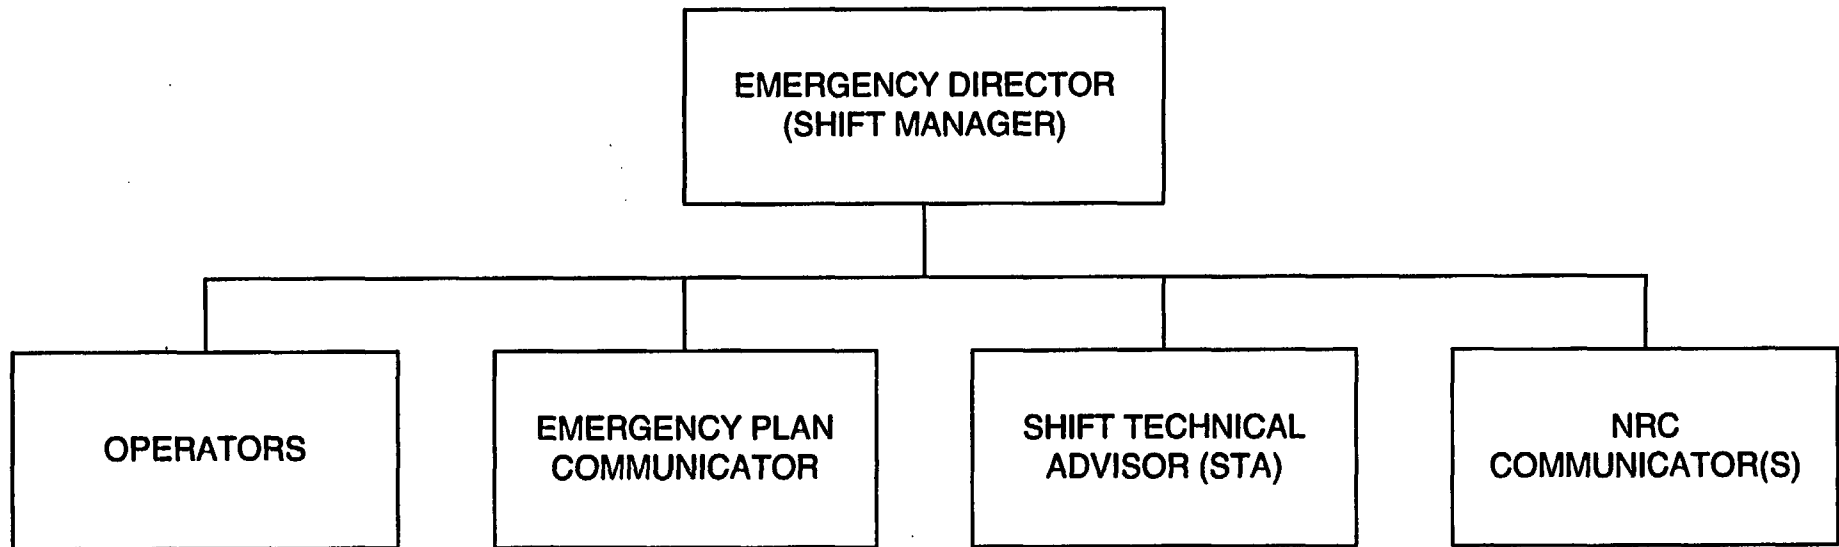 EMERGENCY DIRECTOR
(SHIFT MANAGER)
OPERATORS
EMERGENCY PLAN
COMMUNICATOR
SHIFT TECHNICAL
ADVISOR (STA)
NRC
COMMUNICATOR(S)